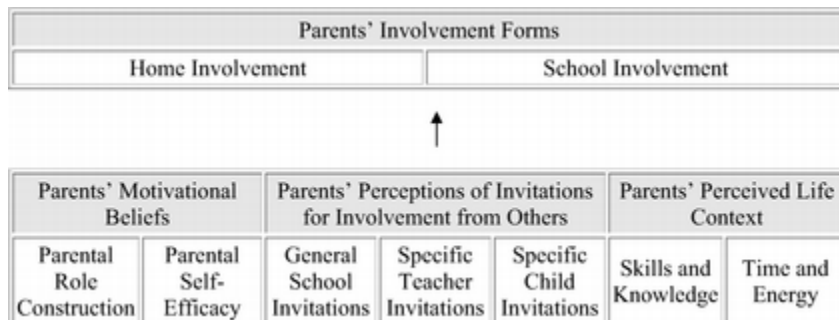 Parents' Involvement Forms
Home Involvement
School Involvement
Parents' Motivational
Beliefs
Parents' Perceptions of Invitations
for Involvement from Others
Parents' Perceived Life
Context
Parental
Role
Construction
Parental
Self-
Efficacy
General
School
Invitations
Specific
Teacher
Invitations
Specific
Child
Invitations
Skills and
Knowledge
Time and
Energy